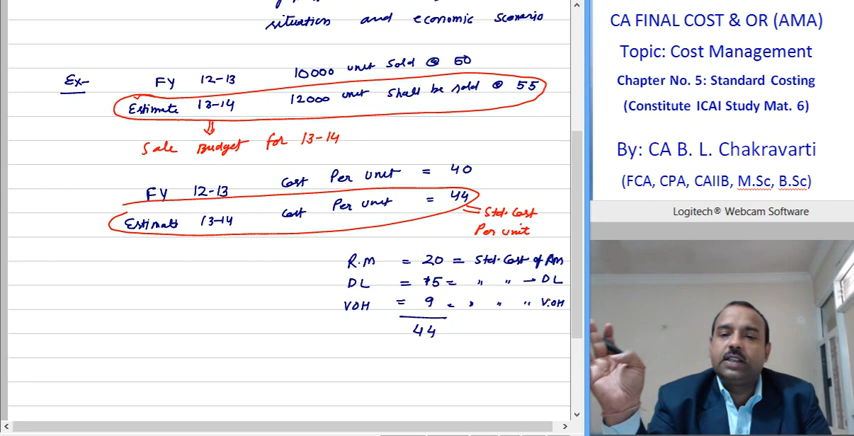 situation and economic scenario
Ex- FY 12-13 10000 unit sold @ 50
Estimate 13-14 12000 unit shall be sold @ 55
Sale Budget for 13-14
FY 12-13 Cost Per unit = 40
Estimate 13-14 Cost Per unit = 44
= Std. Cost
Per unit
R.M = 20 = Std. Cost of RM
DL = 15 = " " → DL
VOH = 9 = " " " V.OH
44
CA FINAL COST & OR (AMA)
Topic: Cost Management
Chapter No. 5: Standard Costing
(Constitute ICAI Study Mat. 6)
By: CA B. L. Chakravarti
(FCA, CPA, CAIIB, M.Sc, B.Sc)
Logitech® Webcam Software